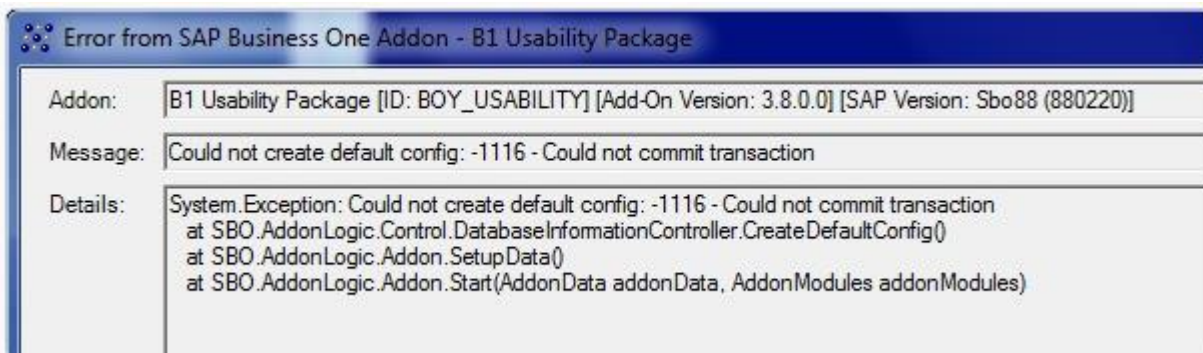 Error from SAP Business One Addon - B1 Usability Package
Addon: B1 Usability Package [ID: BOY_USABILITY] [Add-On Version: 3.8.0.0] [SAP Version: Sbo88 (880220)]
Message: Could not create default config: -1116 - Could not commit transaction
Details: System.Exception: Could not create default config: -1116 - Could not commit transaction
at SBO.AddonLogic.Control.DatabaseInformationController.CreateDefaultConfig()
at SBO.AddonLogic.Addon.SetupData()
at SBO.AddonLogic.Addon.Start(AddonData addonData, AddonModules addonModules)